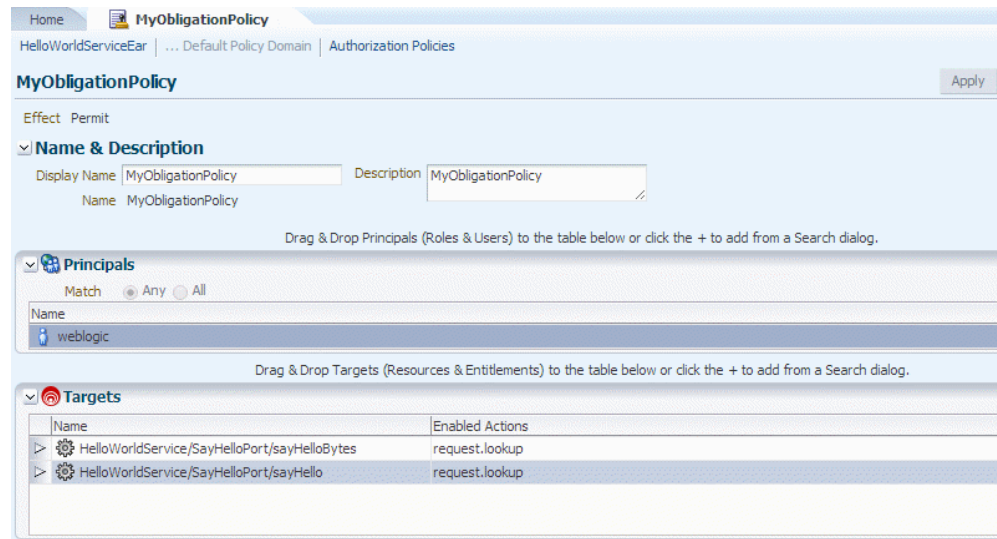 Home MyObligationPolicy
HelloWorldServiceEar | ... Default Policy Domain | Authorization Policies
MyObligationPolicy Apply
Effect Permit
Name & Description
Display Name MyObligationPolicy Description MyObligationPolicy
Name MyObligationPolicy
Drag & Drop Principals (Roles & Users) to the table below or click the + to add from a Search dialog.
Principals
Match Any All
Name
weblogic
Drag & Drop Targets (Resources & Entitlements) to the table below or click the + to add from a Search dialog.
Targets
Name Enabled Actions
HelloWorldService/SayHelloPort/sayHelloBytes request.lookup
HelloWorldService/SayHelloPort/sayHello request.lookup